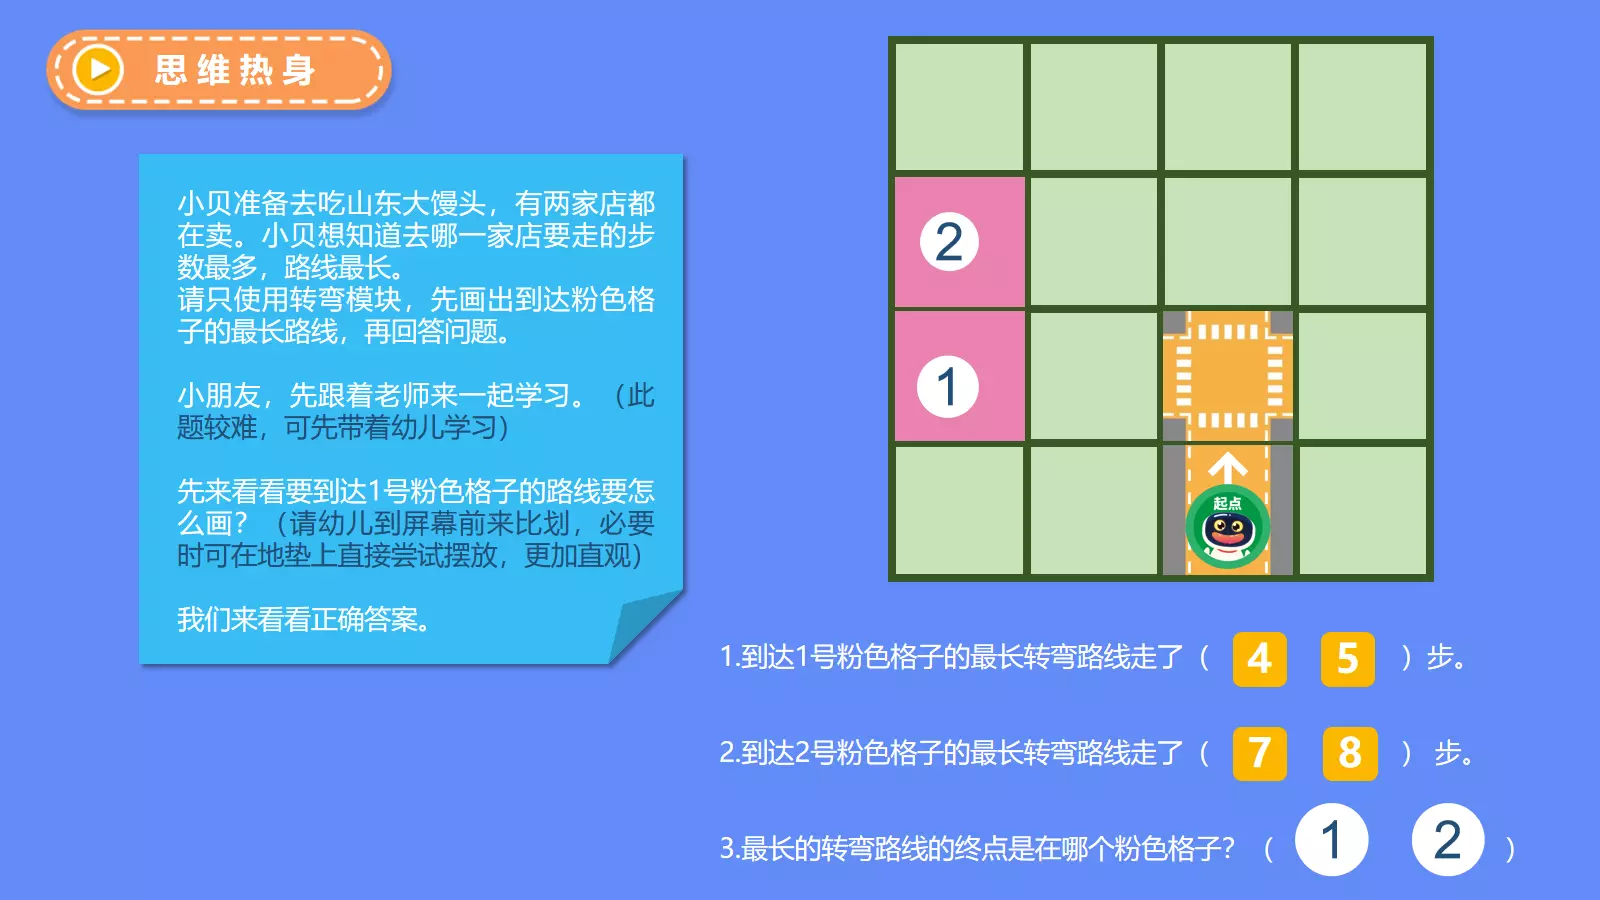 思维热身
小贝准备去吃山东大馒头，有两家店都
在卖。小贝想知道去哪一家店要走的步
数最多，路线最长。
请只使用转弯模块，先画出到达粉色格
子的最长路线，再回答问题。
小朋友，先跟着老师来一起学习。（此
题较难，可先带着幼儿学习）
先来看看要到达1号粉色格子的路线要怎
么画？（请幼儿到屏幕前来比划，必要
时可在地垫上直接尝试摆放，更加直观）
我们来看看正确答案。
2
1
起点
1.到达1号粉色格子的最长转弯路线走了（ 4 5 ）步。
2.到达2号粉色格子的最长转弯路线走了（ 7 8 ）步。
3.最长的转弯路线的终点是在哪个粉色格子？（ 1 2 ）